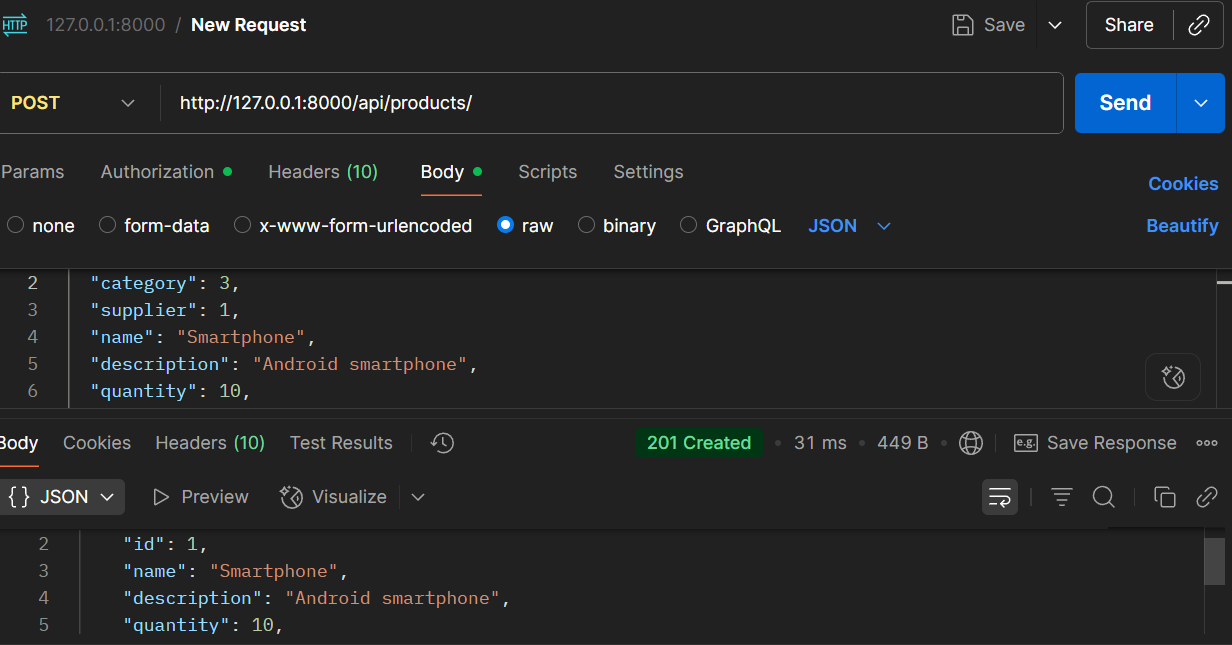 HTTP 127.0.0.1:8000 / New Request Save Share
POST http://127.0.0.1:8000/api/products/ Send
Params Authorization Headers (10) Body Scripts Settings Cookies
none form-data x-www-form-urlencoded raw binary GraphQL JSON Beautify
2 "category": 3,
3 "supplier": 1,
4 "name": "Smartphone",
5 "description": "Android smartphone",
6 "quantity": 10,
Body Cookies Headers (10) Test Results 201 Created • 31 ms • 449 B • e.g. Save Response
{} JSON Preview Visualize
2 "id": 1,
3 "name": "Smartphone",
4 "description": "Android smartphone",
5 "quantity": 10,